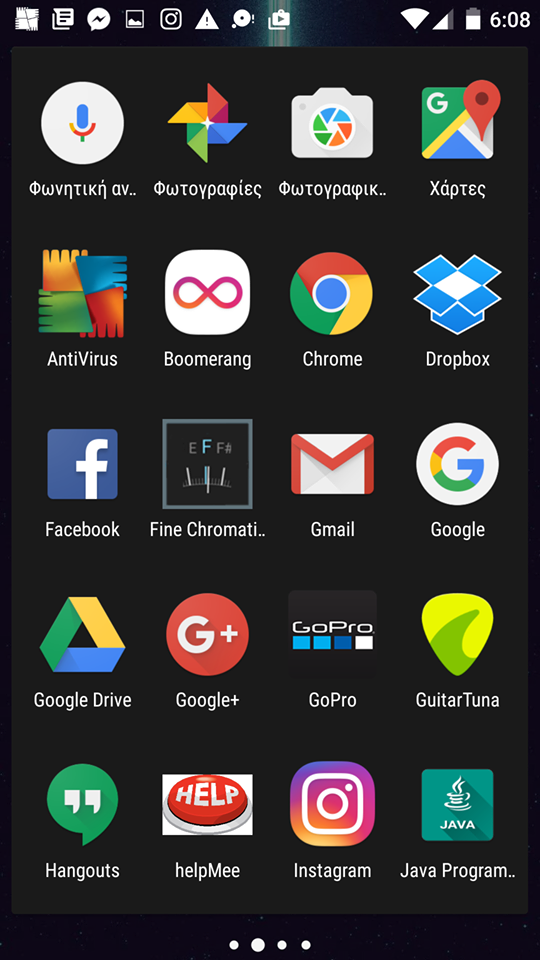 6:08
Φωνητική αν..
Φωτογραφίες
Φωτογραφικ..
G
Χάρτες
AntiVirus
Boomerang
Chrome
Dropbox
f
E F F#
Facebook
Fine Chromati..
Gmail
G
Google
G+
GoPro
Google Drive
Google+
GoPro
GuitarTuna
HELP
JAVA
Hangouts
helpMee
Instagram
Java Program..